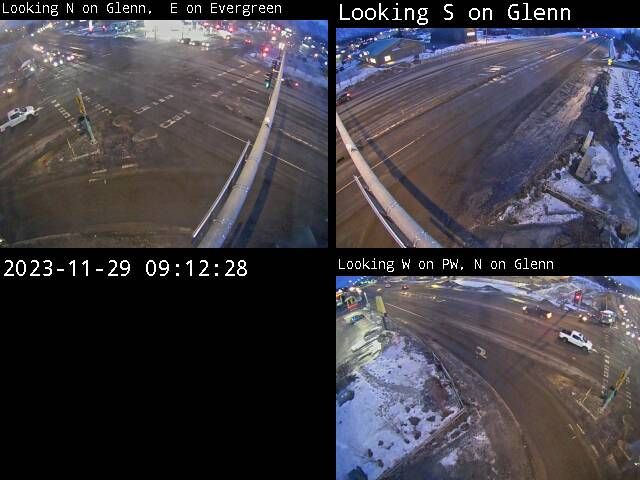 Looking N on Glenn,  E on Evergreen
Looking S on Glenn
2023-11-29 09:12:28
Looking W on PW, N on Glenn